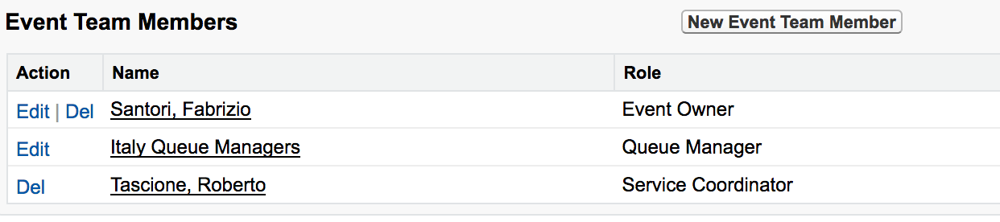 Event Team Members New Event Team Member
Action Name Role
Edit | Del Santori, Fabrizio Event Owner
Edit Italy Queue Managers Queue Manager
Del Tascione, Roberto Service Coordinator